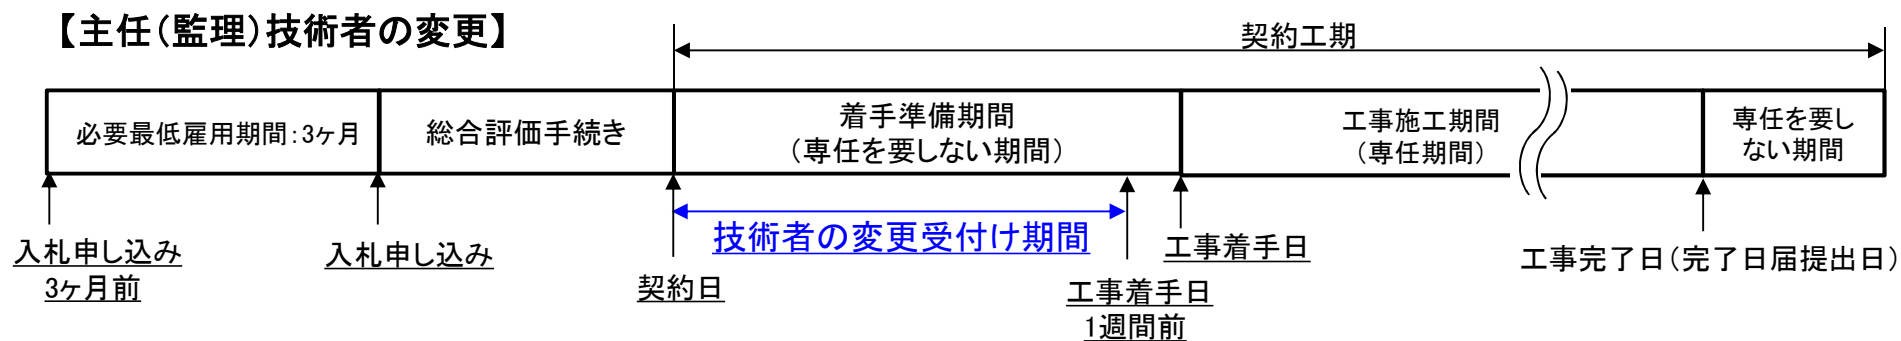 【主任(監理)技術者の変更】
契約工期
必要最低雇用期間:3ヶ月
総合評価手続き
着手準備期間
(専任を要しない期間)
工事施工期間
(専任期間)
専任を要し
ない期間
入札申し込み
3ヶ月前
入札申し込み
契約日
技術者の変更受付け期間
工事着手日
1週間前
工事着手日
工事完了日(完了日届提出日)